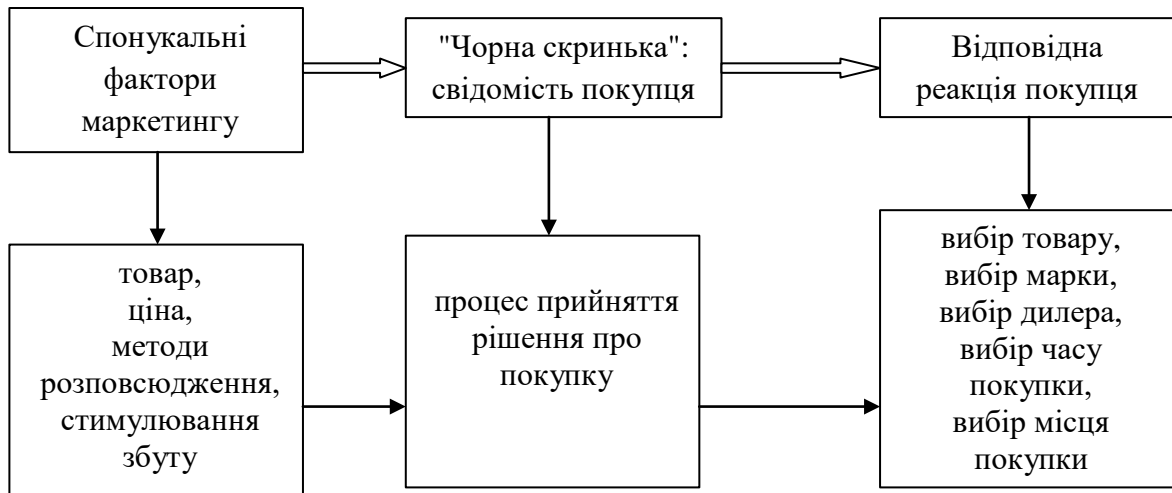 Спонукальні
фактори
маркетингу
"Чорна скринька":
свідомість покупця
Відповідна
реакція покупця
товар,
ціна,
методи
розповсюдження,
стимулювання
збуту
процес прийняття
рішення про
покупку
вибір товару,
вибір марки,
вибір дилера,
вибір часу
покупки,
вибір місця
покупки